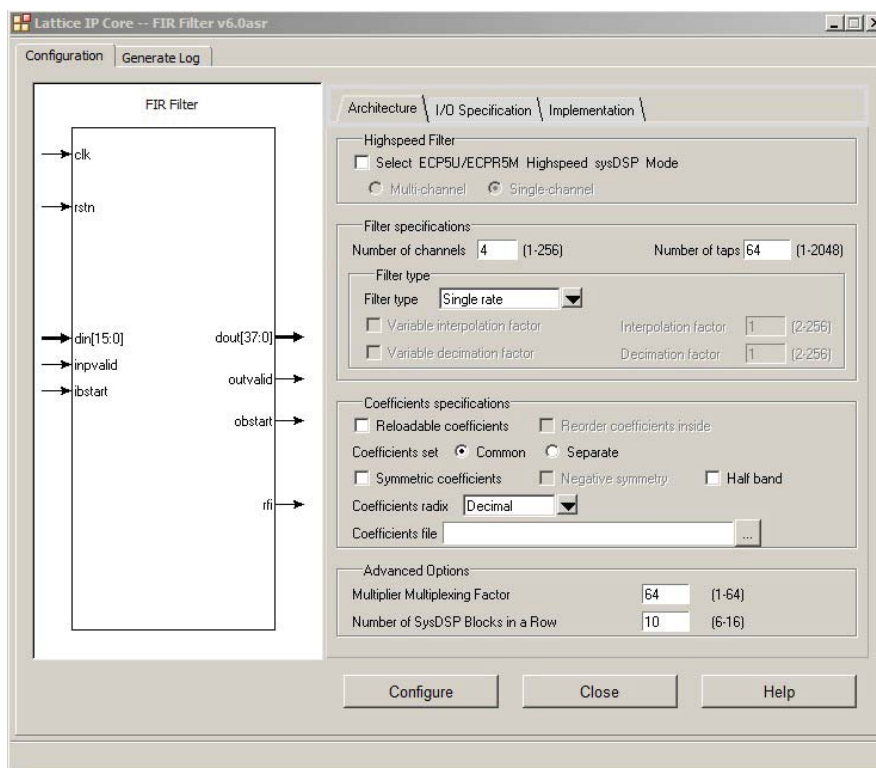 Lattice IP Core -- FIR Filter v6.0asr
Configuration Generate Log
FIR Filter
clk
rstn
din[15:0] dout[37:0]
inpvalid
outvalid
ibstart
obstart
rfi
Architecture I/O Specification Implementation
Highspeed Filter
Select ECP5U/ECPR5M Highspeed sysDSP Mode
Multi-channel Single-channel
Filter specifications
Number of channels 4 (1-256) Number of taps 64 (1-2048)
Filter type
Filter type Single rate
Variable interpolation factor Interpolation factor 1 (2-256)
Variable decimation factor Decimation factor 1 (2-256)
Coefficients specifications
Reloadable coefficients Reorder coefficients inside
Coefficients set Common Separate
Symmetric coefficients Negative symmetry Half band
Coefficients radix Decimal
Coefficients file ...
Advanced Options
Multiplier Multiplexing Factor 64 (1-64)
Number of SysDSP Blocks in a Row 10 (6-16)
Configure Close Help